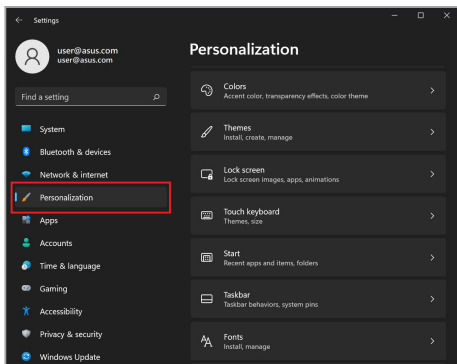 Settings
user@asus.com
user@asus.com
Find a setting
System
Bluetooth & devices
Network & internet
Personalization
Apps
Accounts
Time & language
Gaming
Accessibility
Privacy & security
Windows Update
Personalization
Colors
Accent color, transparency effects, color theme
Themes
Install, create, manage
Lock screen
Lock screen images, apps, animations
Touch keyboard
Themes, size
Start
Recent apps and items, folders
Taskbar
Taskbar behaviors, system pins
Fonts
Install, manage